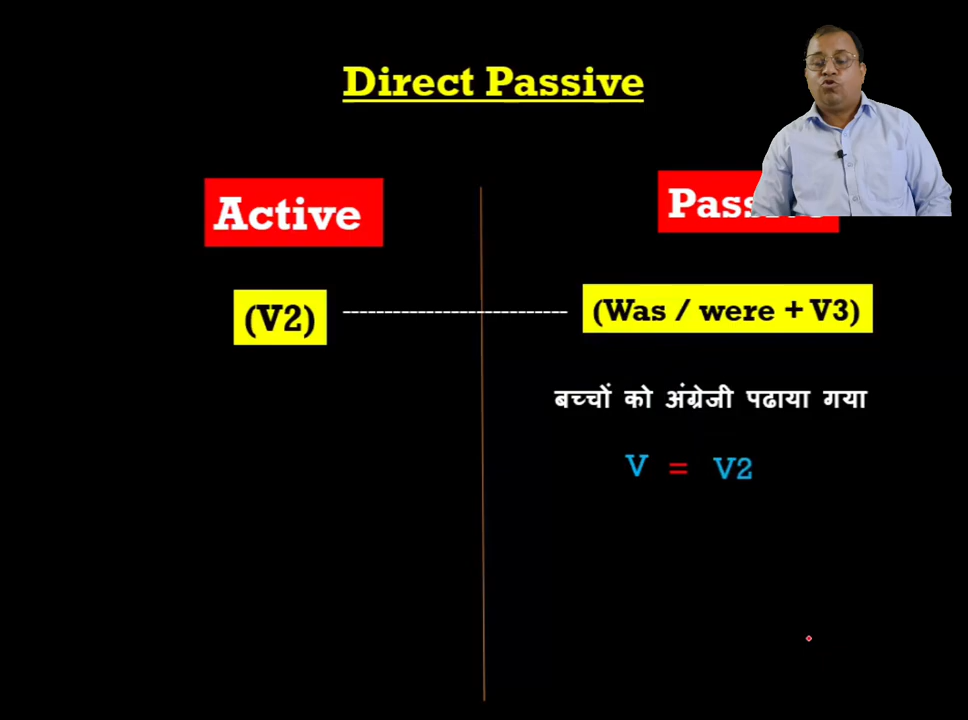 Direct Passive
Active
(V2) -------------------------- (Was / were + V3)
बच्चों को अंग्रेजी पढाया गया
V = V2